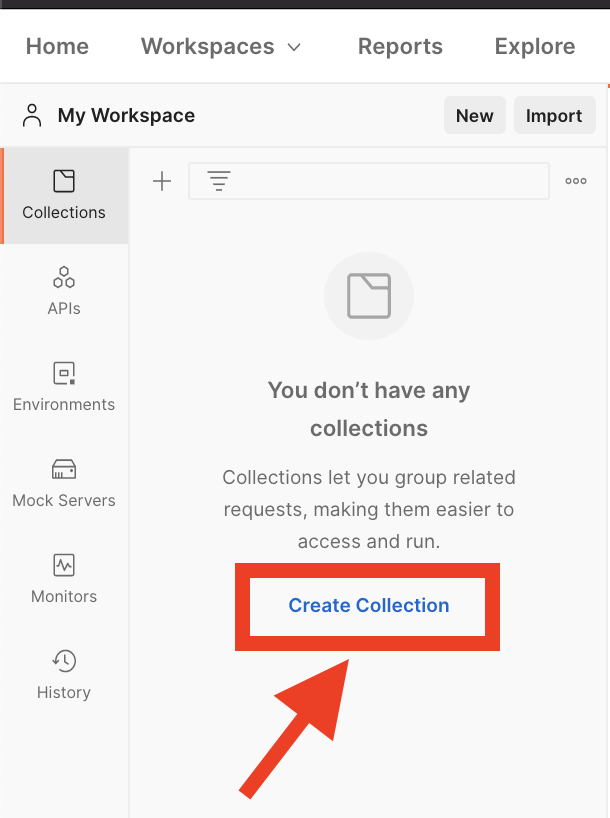 Home Workspaces Reports Explore
My Workspace New Import
Collections
APIs
Environments
Mock Servers
Monitors
History
You don’t have any
collections
Collections let you group related
requests, making them easier to
access and run.
Create Collection